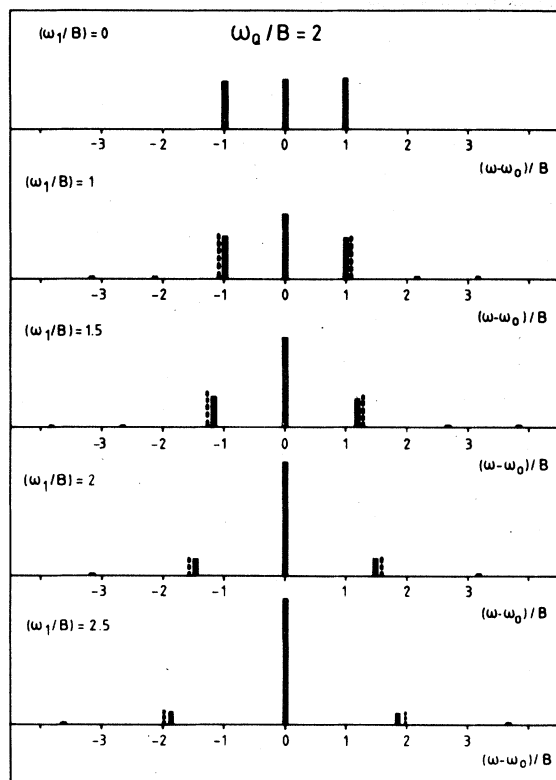 (ω₁/B) = 0
ω_Q/B = 2
-3 -2 -1 0 1 2 3
(ω-ω₀)/B
(ω₁/B) = 1
-3 -2 -1 0 1 2 3
(ω-ω₀)/B
(ω₁/B) = 1.5
-3 -2 -1 0 1 2 3
(ω-ω₀)/B
(ω₁/B) = 2
-3 -2 -1 0 1 2 3
(ω-ω₀)/B
(ω₁/B) = 2.5
-3 -2 -1 0 1 2 3
(ω-ω₀)/B